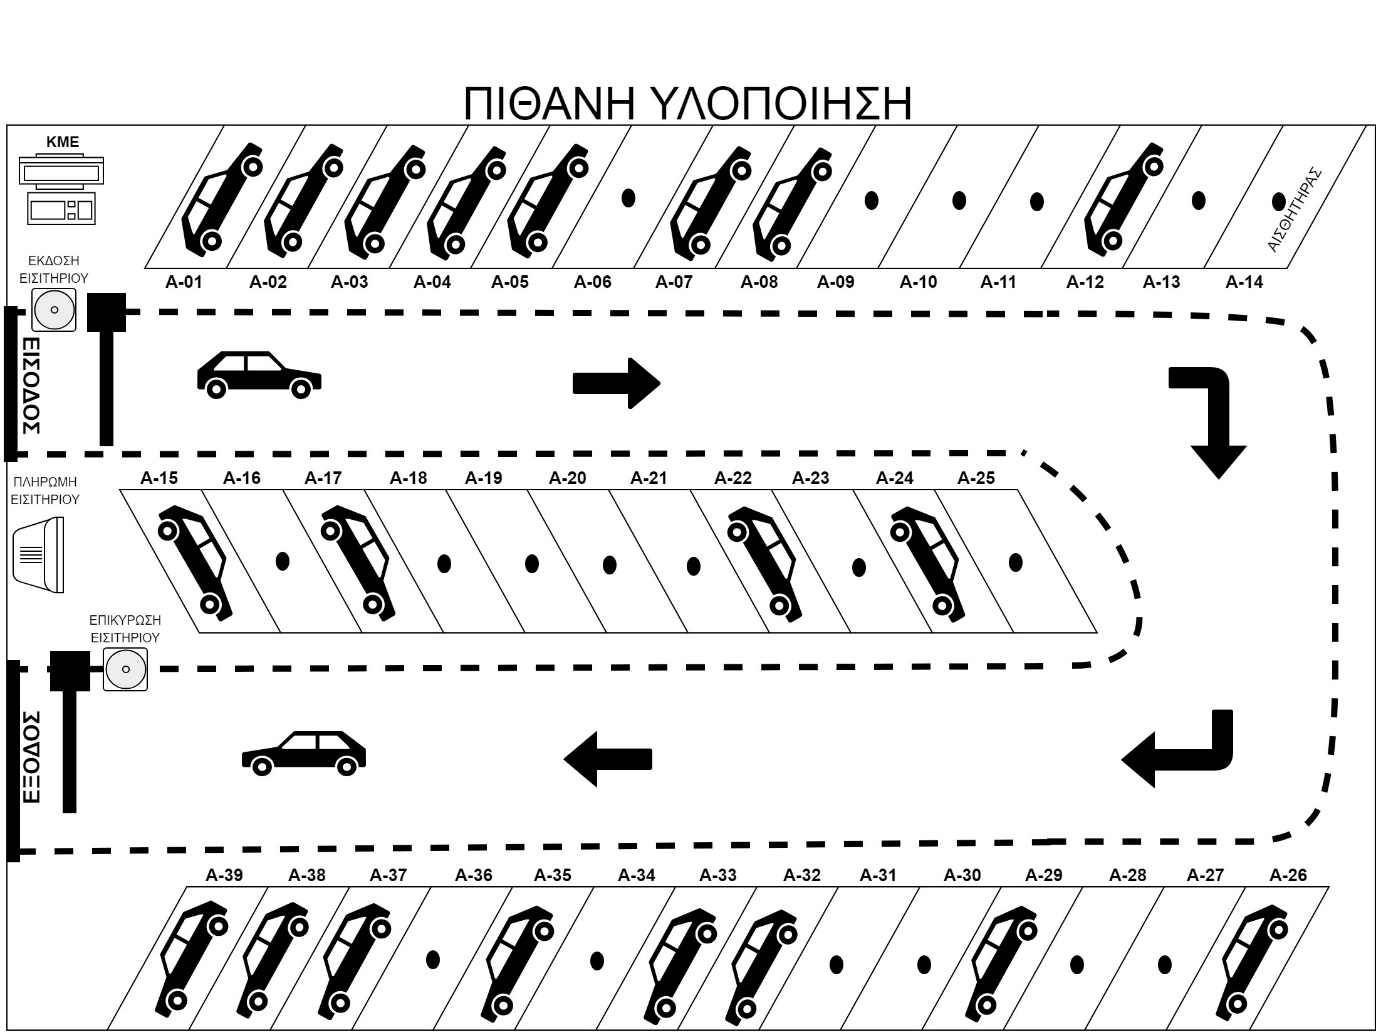 ΠΙΘΑΝΗ ΥΛΟΠΟΙΗΣΗ
ΚΜΕ
ΑΙΣΘΗΤΗΡΑΣ
ΕΚΔΟΣΗ
ΕΙΣΙΤΗΡΙΟΥ
A-01 A-02 A-03 A-04 A-05 A-06 A-07 A-08 A-09 A-10 A-11 A-12 A-13 A-14
ΕΙΣΟΔΟΣ
A-15 A-16 A-17 A-18 A-19 A-20 A-21 A-22 A-23 A-24 A-25
ΠΛΗΡΩΜΗ
ΕΙΣΙΤΗΡΙΟΥ
ΕΠΙΚΥΡΩΣΗ
ΕΙΣΙΤΗΡΙΟΥ
ΕΞΟΔΟΣ
A-39 A-38 A-37 A-36 A-35 A-34 A-33 A-32 A-31 A-30 A-29 A-28 A-27 A-26